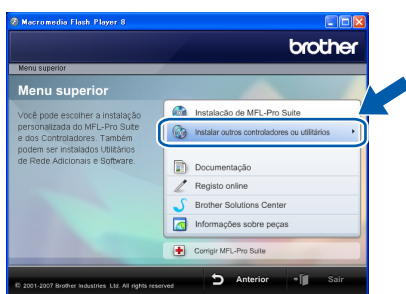 Macromedia Flash Player 8
brother
Menu superior
Menu superior
Você pode escolher a instalação
personalizada do MFL-Pro Suite
e dos Controladores. Também
podem ser instalados Utilitários
de Rede Adicionais e Software.
Instalacão de MFL-Pro Suite
Instalar outros controladores ou utilitários
Documentação
Registo online
Brother Solutions Center
Informações sobre peças
Corrigir MFL-Pro Suite
© 2001-2007 Brother Industries Ltd. All rights reserved
Anterior
Sair